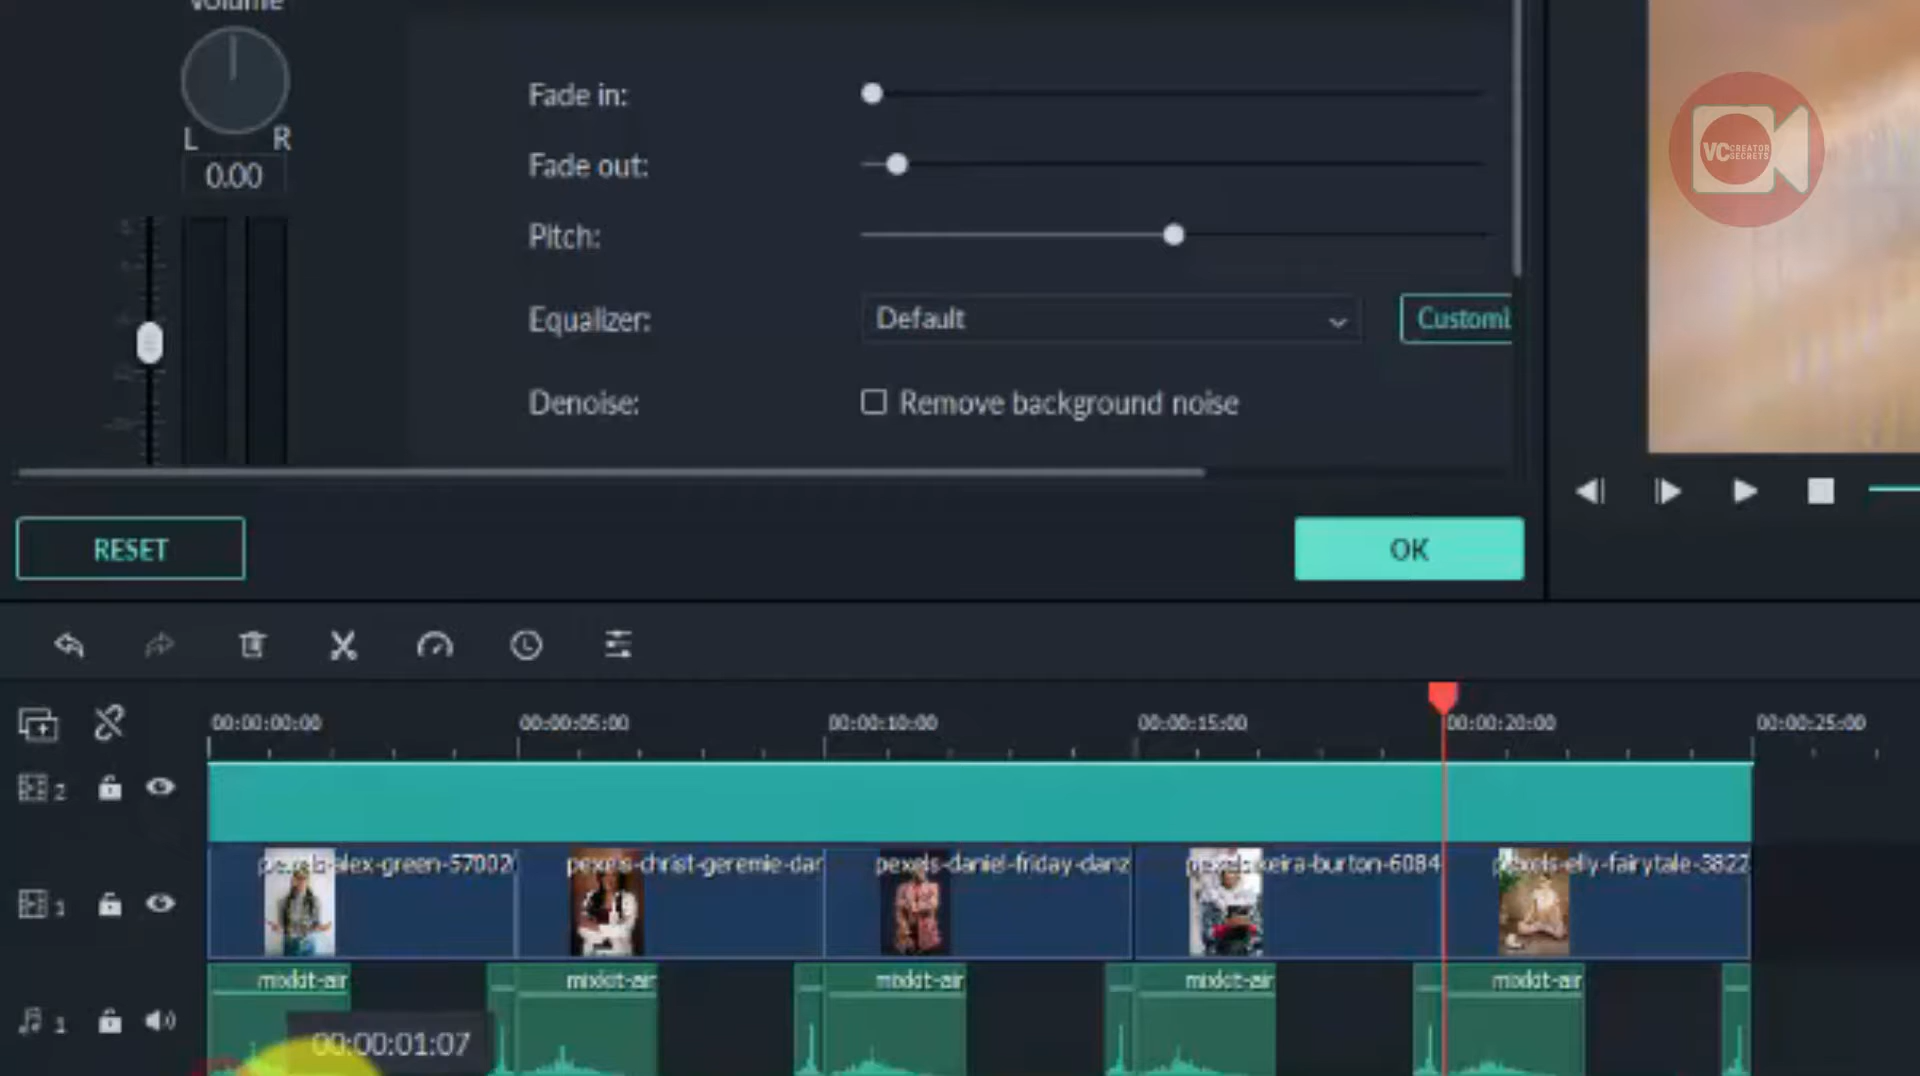 Volume
L R
0.00
Fade in:
Fade out:
Pitch:
Equalizer: Default Customi
Denoise: Remove background noise
VC CREATOR SECRETS
RESET OK
00:00:00:00 00:00:05:00 00:00:10:00 00:00:15:00 00:00:20:00 00:00:25:00
2
pexels-alex-green-57002 pexels-christ-geremie-dar pexels-daniel-friday-danz pexels-keira-burton-6084 pexels-elly-fairytale-3822
1
mixkit-air mixkit-air mixkit-air mixkit-air mixkit-air
1
00:00:01:07